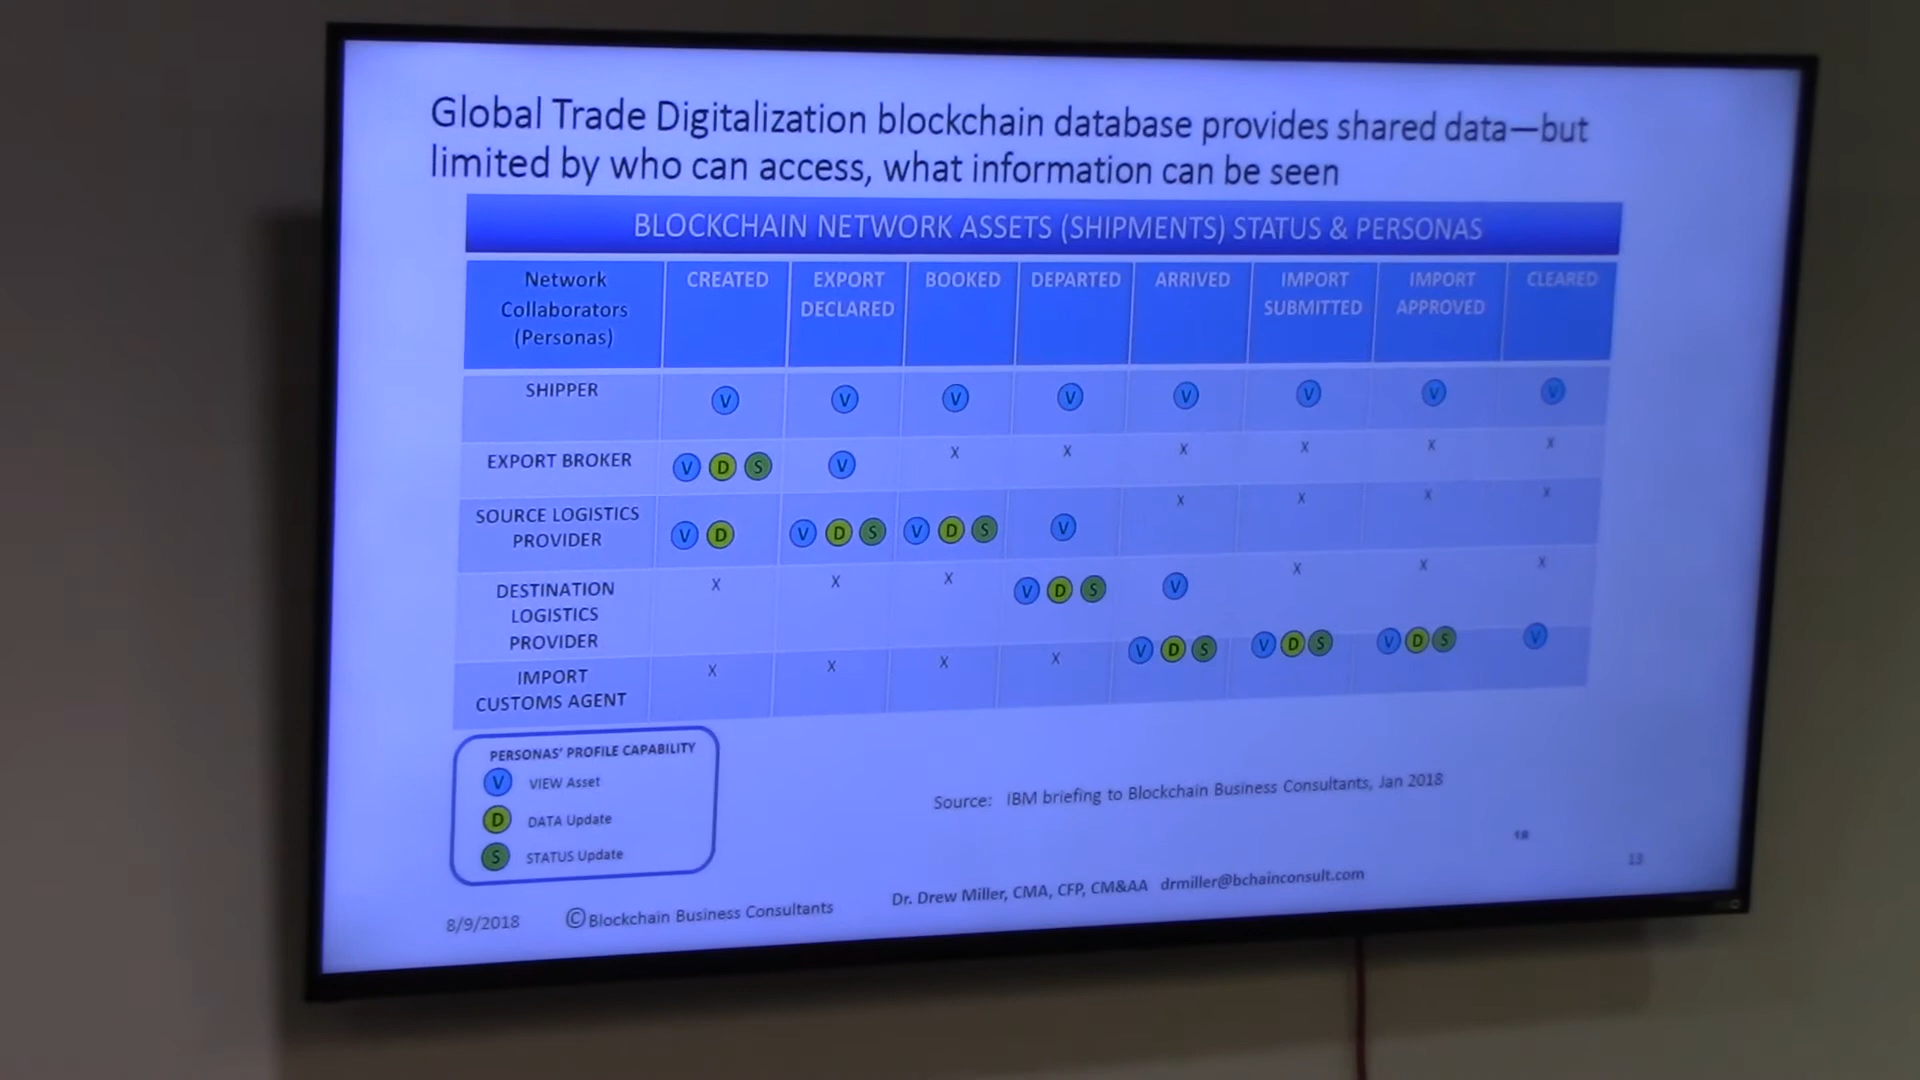 Global Trade Digitalization blockchain database provides shared data—but
limited by who can access, what information can be seen
BLOCKCHAIN NETWORK ASSETS (SHIPMENTS) STATUS & PERSONAS
Network Collaborators (Personas) CREATED EXPORT DECLARED BOOKED DEPARTED ARRIVED IMPORT SUBMITTED IMPORT APPROVED CLEARED
SHIPPER V V V V V V V V
EXPORT BROKER V D S V X X X X X X
SOURCE LOGISTICS PROVIDER V D V D S V D S V X X X X
DESTINATION LOGISTICS PROVIDER X X X V D S V X X X
IMPORT CUSTOMS AGENT X X X X V D S V D S V D S V
PERSONAS' PROFILE CAPABILITY
V VIEW Asset
D DATA Update
S STATUS Update
Source: IBM briefing to Blockchain Business Consultants, Jan 2018
18
13
8/9/2018 ©Blockchain Business Consultants Dr. Drew Miller, CMA, CFP, CM&AA drmiller@bchainconsult.com